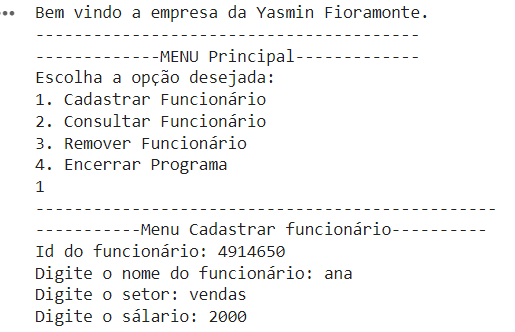 Bem vindo a empresa da Yasmin Fioramonte.
----------------------------------------
-------------MENU Principal-------------
Escolha a opção desejada:
1. Cadastrar Funcionário
2. Consultar Funcionário
3. Remover Funcionário
4. Encerrar Programa
1
------------------------------------------------
-----------Menu Cadastrar funcionário----------
Id do funcionário: 4914650
Digite o nome do funcionário: ana
Digite o setor: vendas
Digite o sálario: 2000